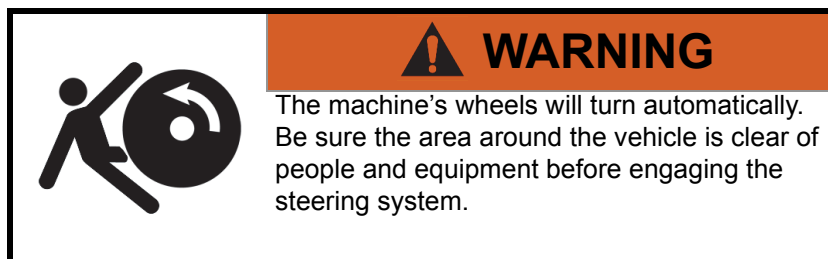 WARNING
The machine’s wheels will turn automatically.
Be sure the area around the vehicle is clear of
people and equipment before engaging the
steering system.